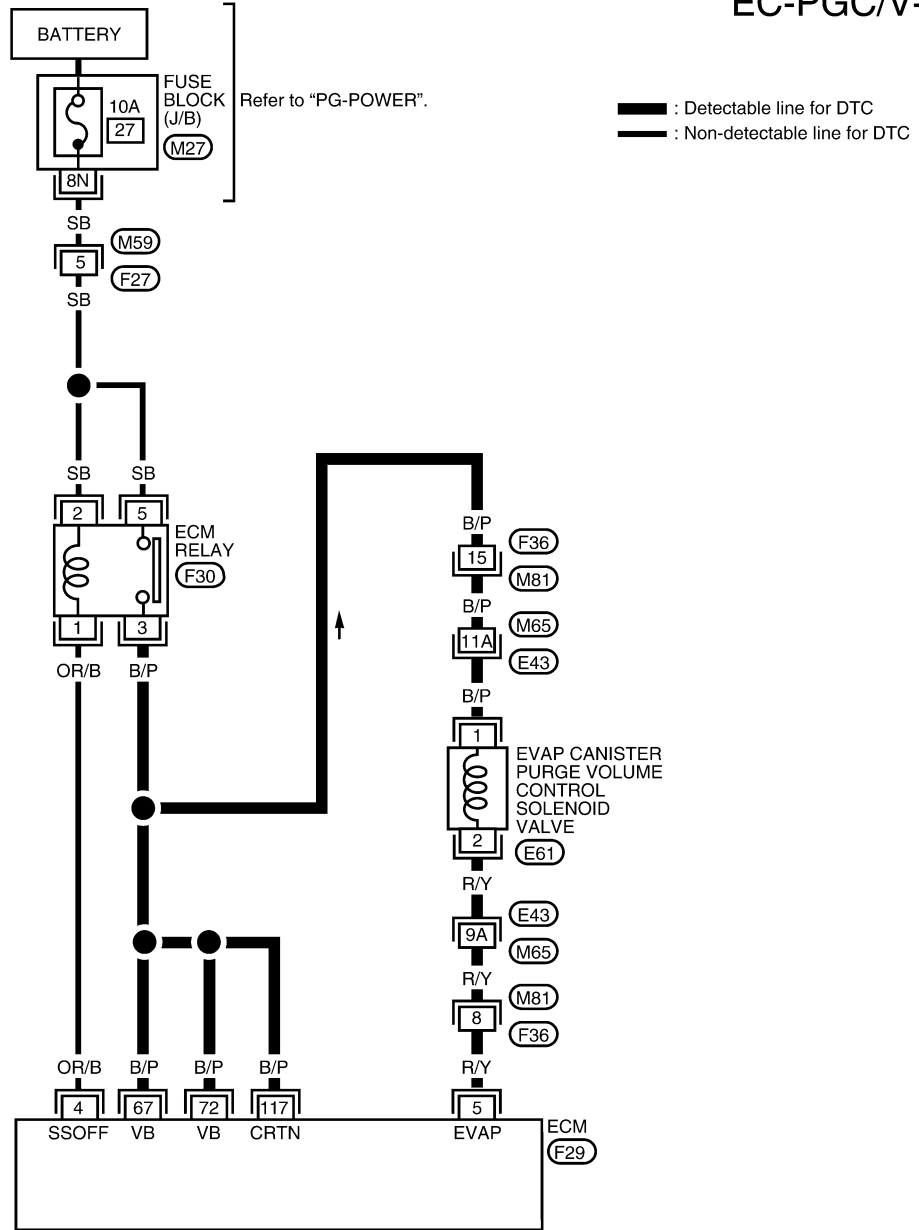 EC-PGC/V-
BATTERY
FUSE
BLOCK
(J/B)
M27
10A
27
8N
Refer to “PG-POWER”.
: Detectable line for DTC
: Non-detectable line for DTC
SB
5
M59
F27
SB
SB
SB
2
5
ECM
RELAY
F30
1
3
OR/B
B/P
B/P
15
F36
M81
B/P
11A
M65
E43
B/P
1
EVAP CANISTER
PURGE VOLUME
CONTROL
SOLENOID
VALVE
2
E61
R/Y
9A
E43
M65
R/Y
8
M81
F36
OR/B
B/P
B/P
B/P
R/Y
4
67
72
117
5
SSOFF
VB
VB
CRTN
EVAP
ECM
F29